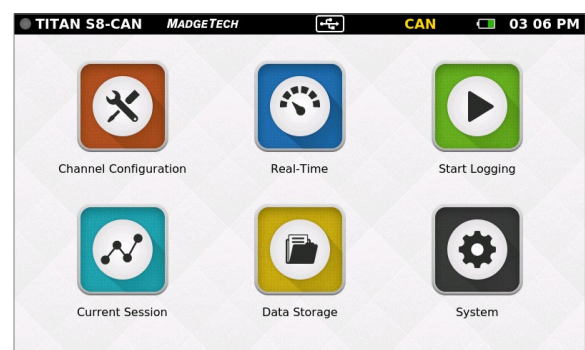 TITAN S8-CAN MADGETECH CAN 03 06 PM
Channel Configuration Real-Time Start Logging
Current Session Data Storage System